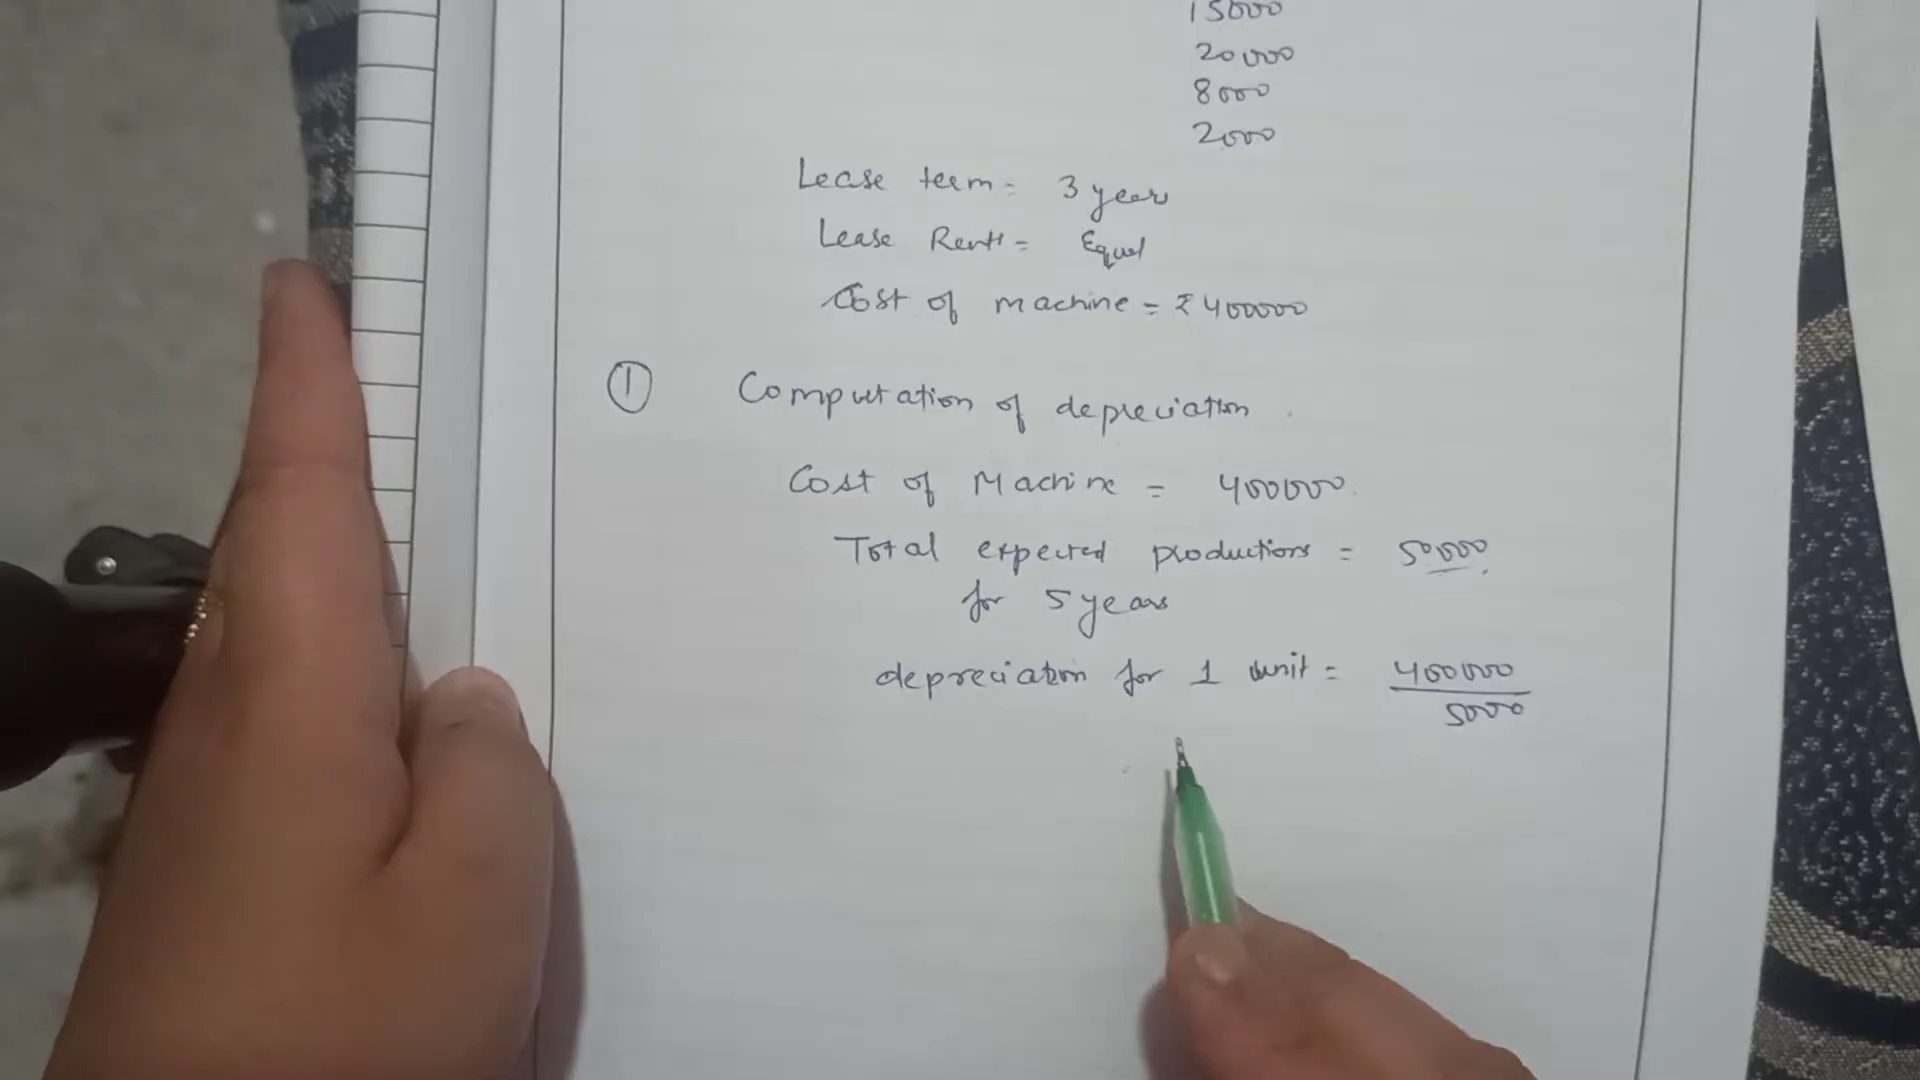 15000
20000
8000
2000
Lease term = 3 years
Lease Rent = Equal
Cost of machine = ₹400000
① Computation of depreciation.
Cost of Machine = 400000
Total expected productions = 50000
for 5 years
depreciation for 1 unit = 400000
5000